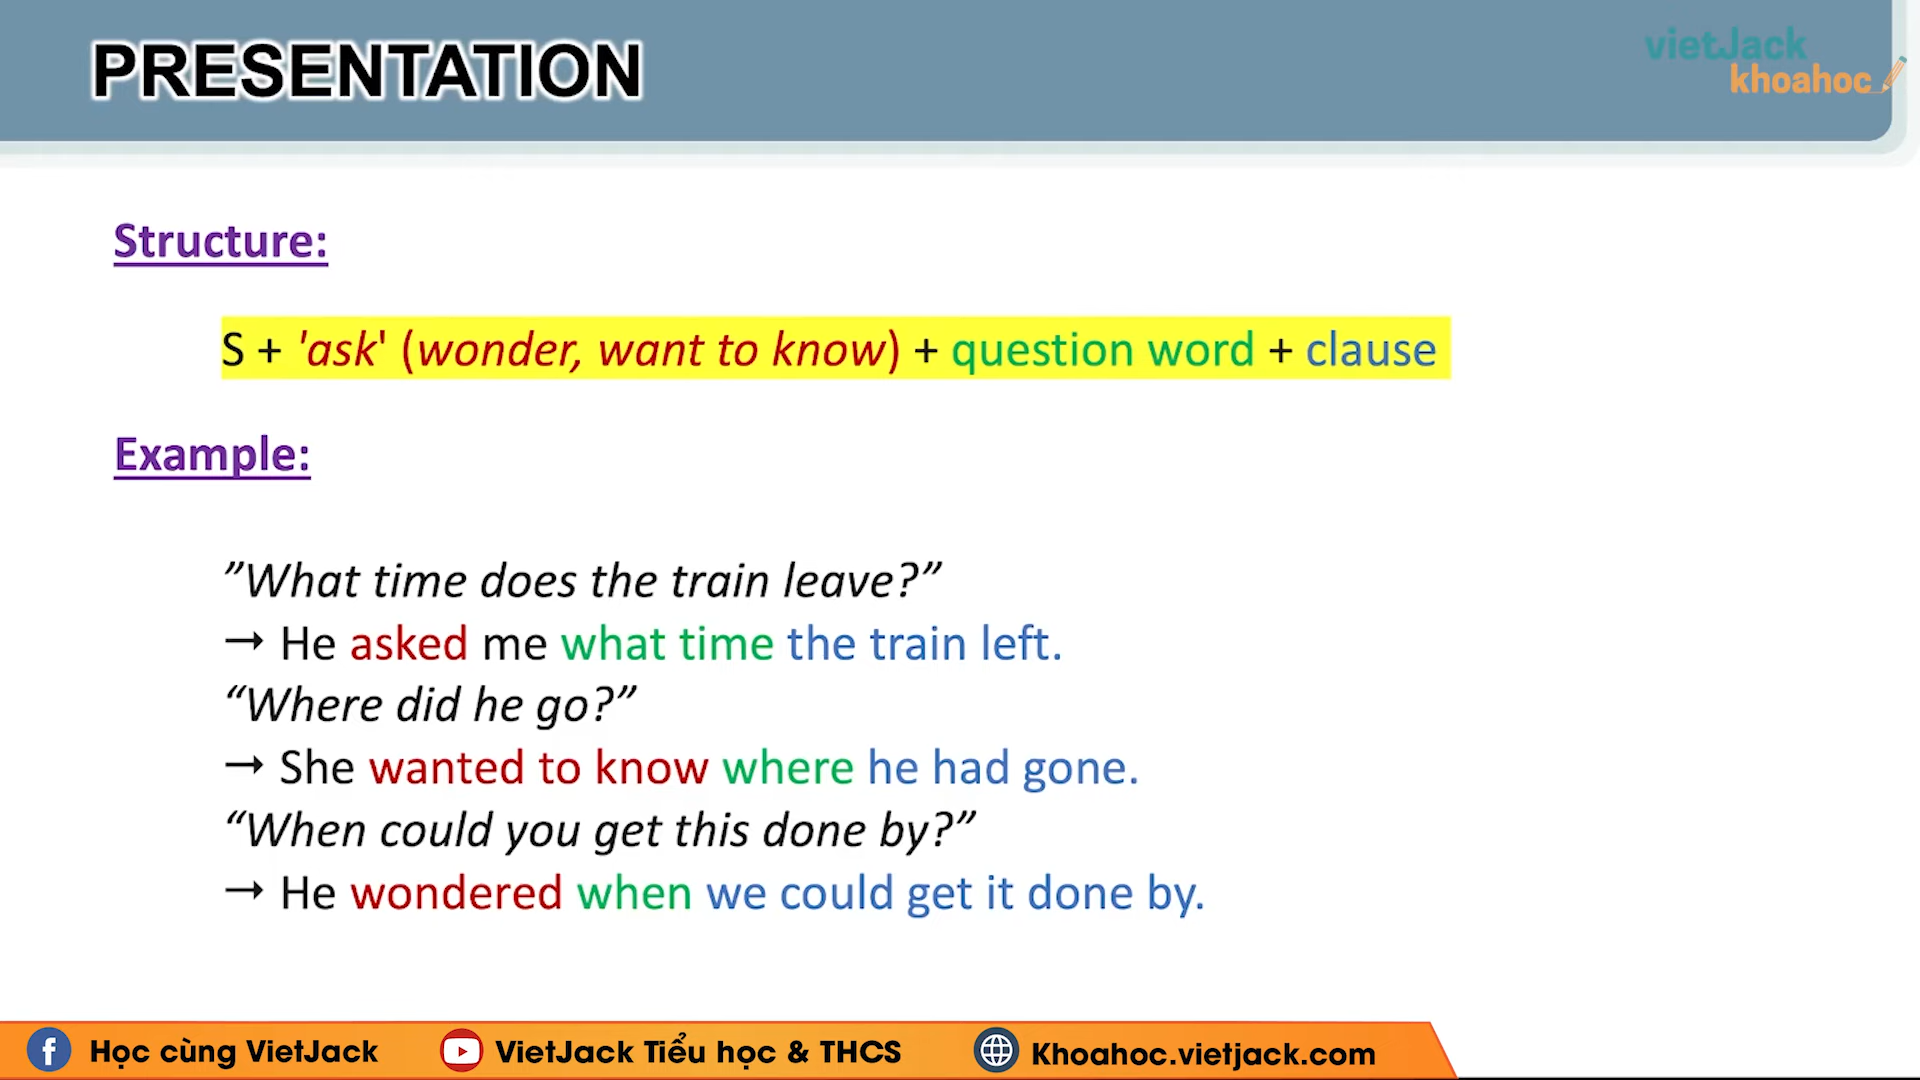 PRESENTATION
vietJack
khoahoc
Structure:
S + 'ask' (wonder, want to know) + question word + clause
Example:
”What time does the train leave?”
→ He asked me what time the train left.
“Where did he go?”
→ She wanted to know where he had gone.
“When could you get this done by?”
→ He wondered when we could get it done by.
Học cùng VietJack
VietJack Tiểu học & THCS
Khoahoc.vietjack.com